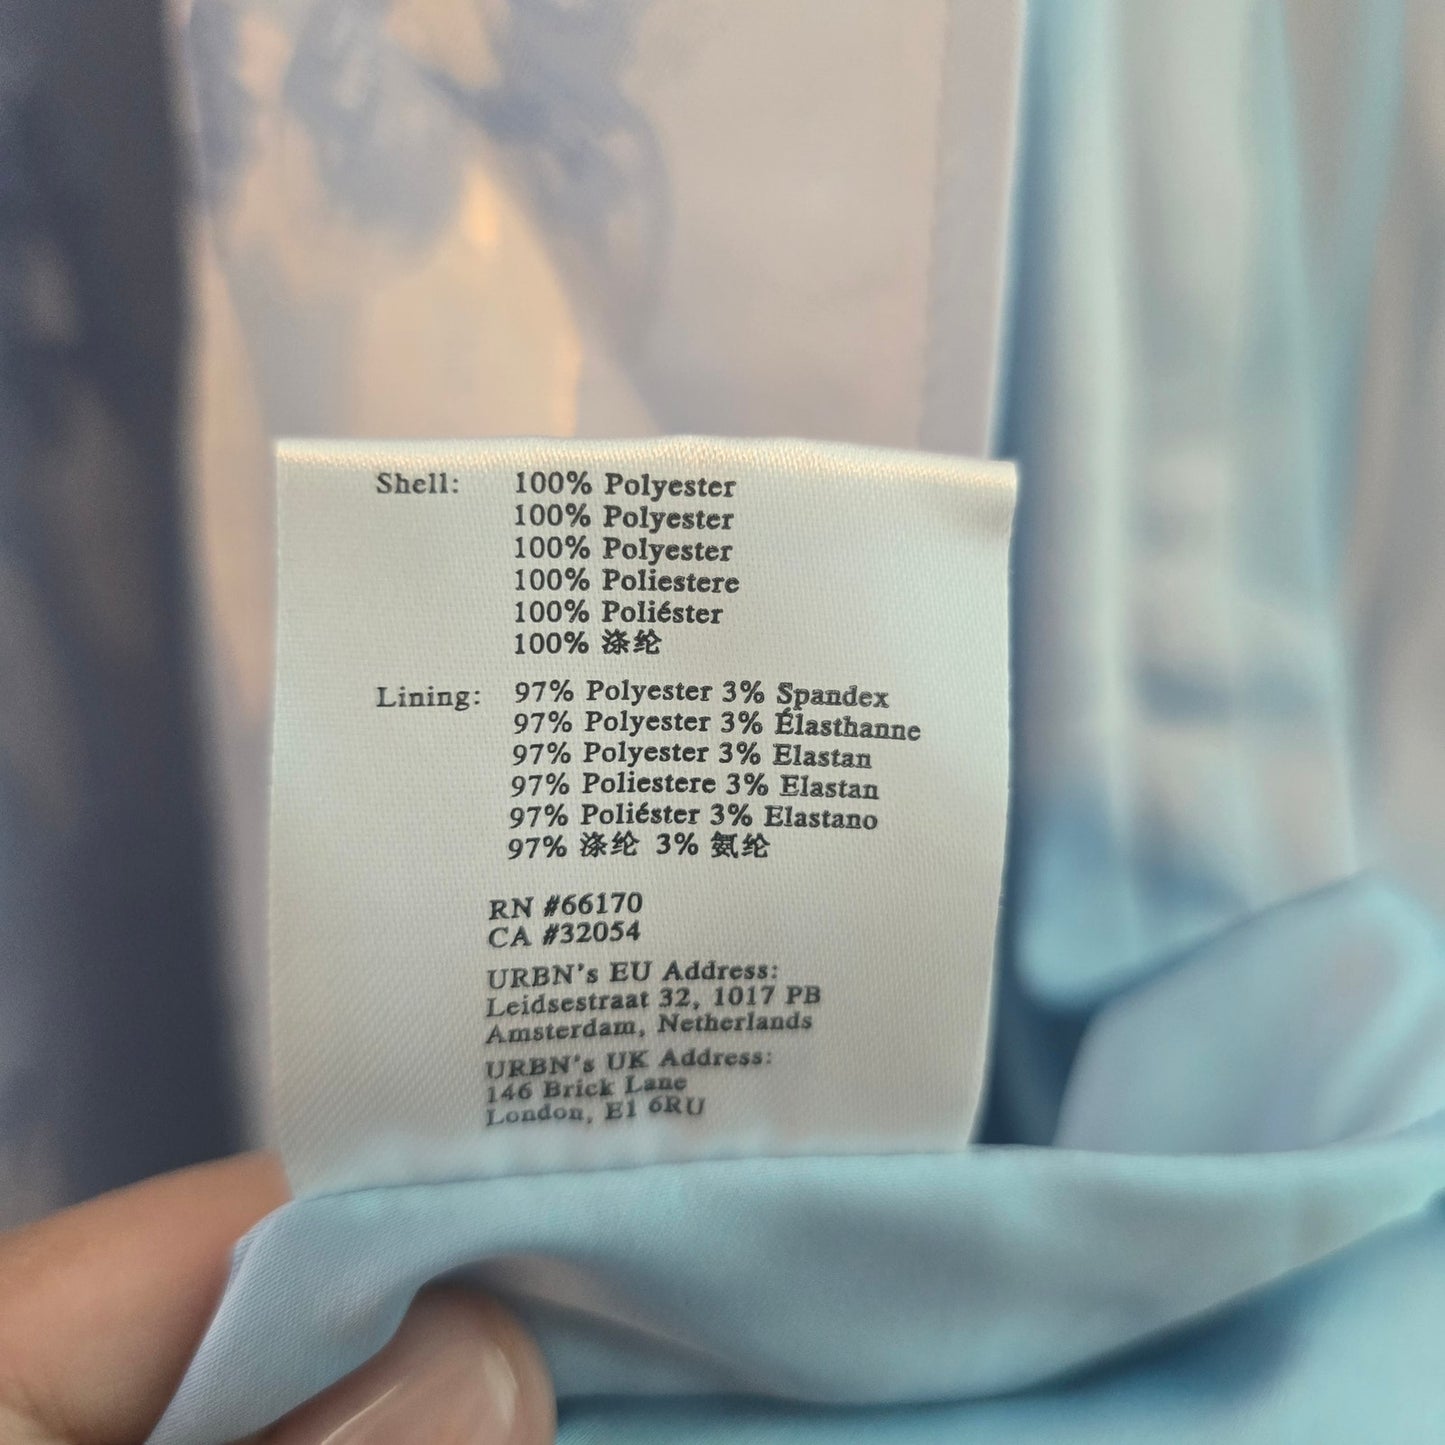 Shell: 100% Polyester
100% Polyester
100% Polyester
100% Poliestere
100% Poliéster
100% 涤纶
Lining: 97% Polyester 3% Spandex
97% Polyester 3% Élasthanne
97% Polyester 3% Elastan
97% Poliestere 3% Elastan
97% Poliéster 3% Elastano
97% 涤纶 3% 氨纶
RN #66170
CA #32054
URBN's EU Address:
Leidsestraat 32, 1017 PB
Amsterdam, Netherlands
URBN's UK Address:
146 Brick Lane
London, E1 6RU